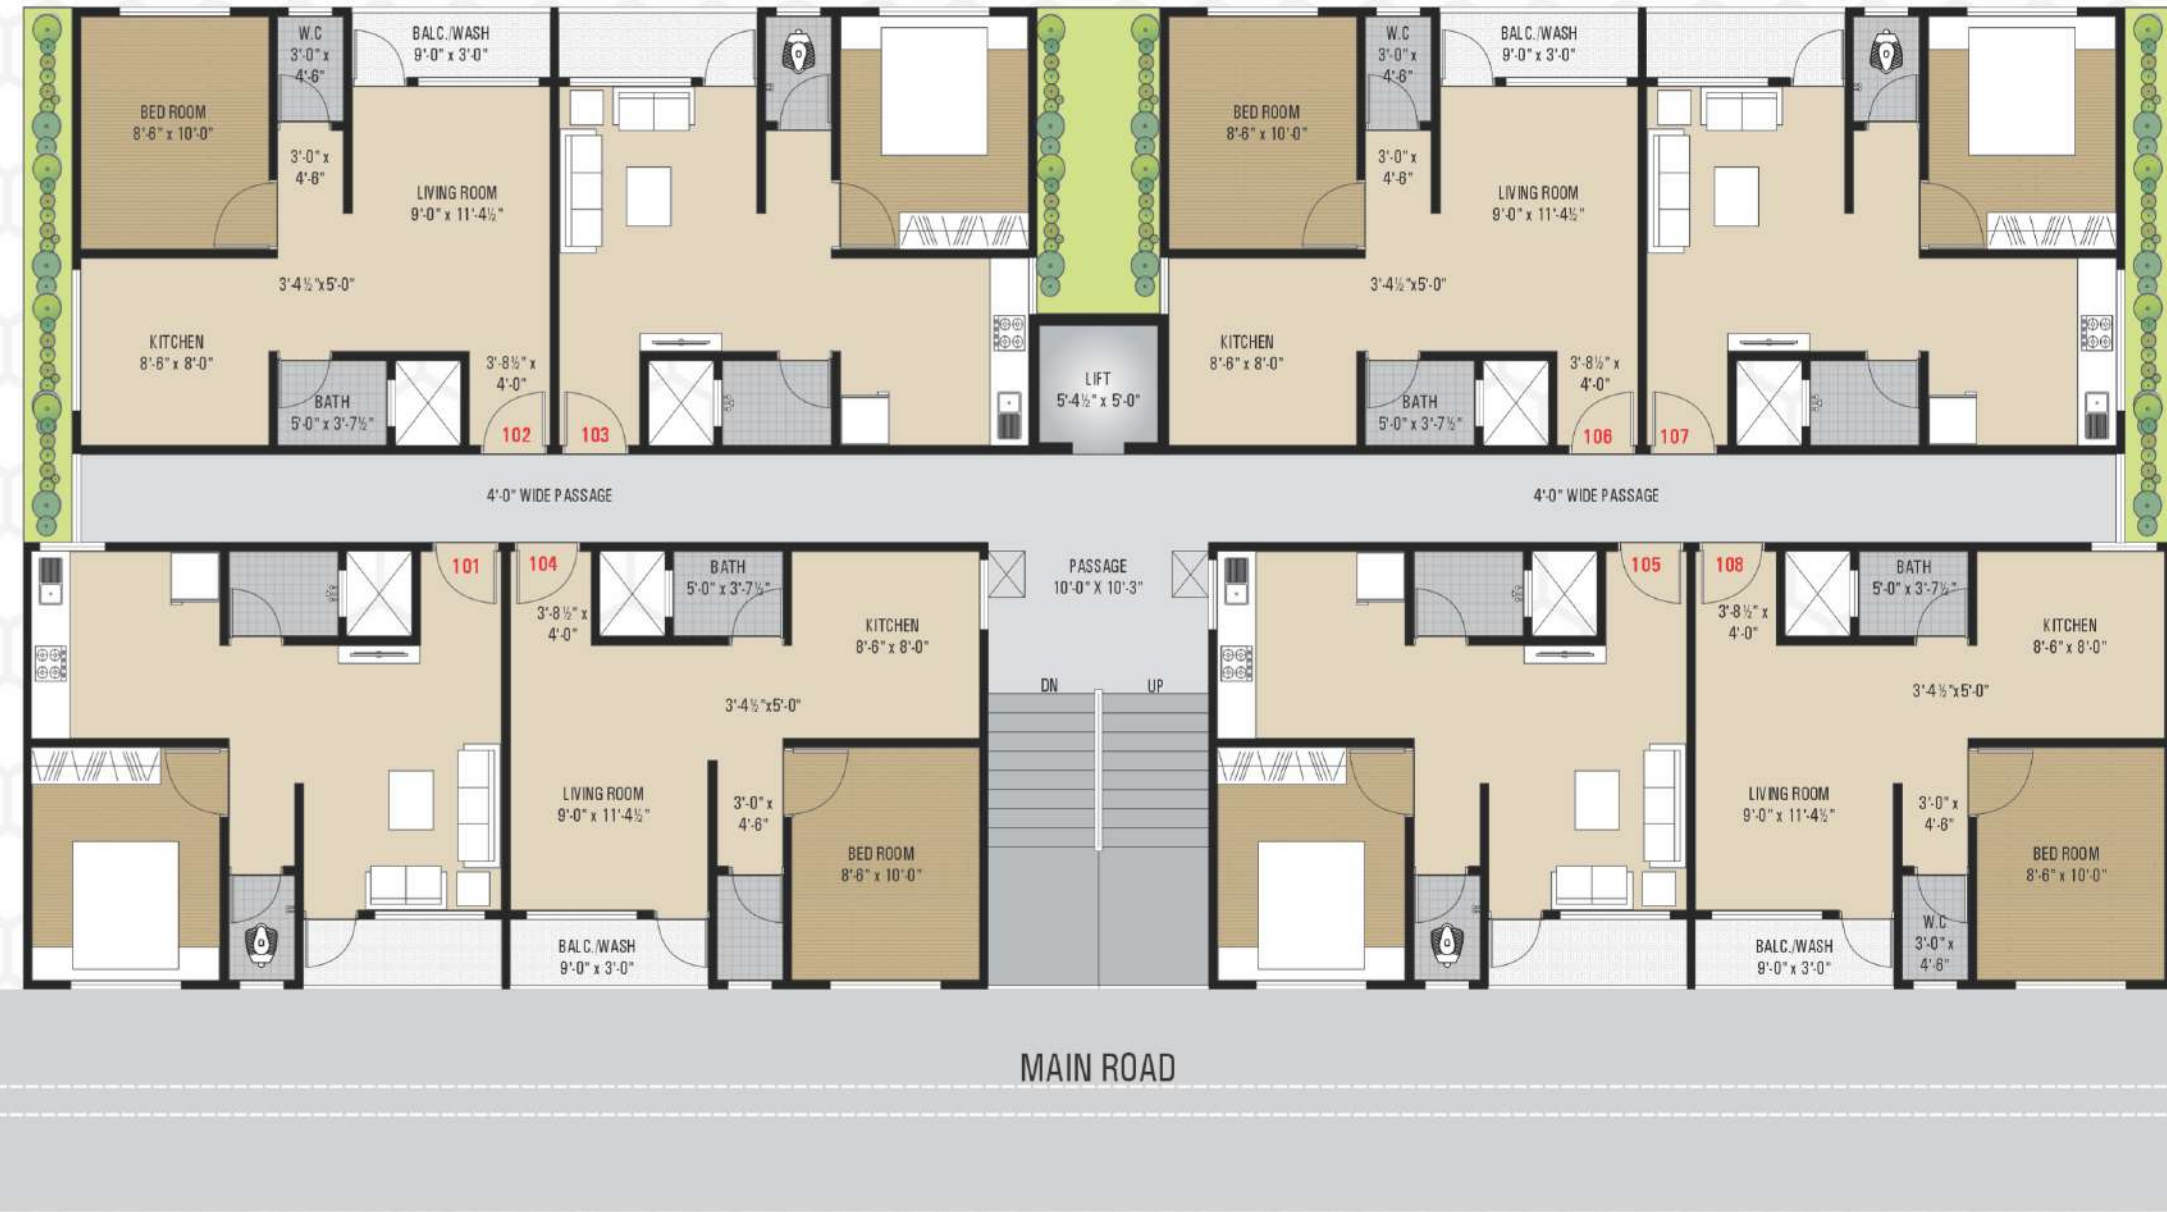 W.C
3'-0" x
4'-6"
BALC./WASH
9'-0" x 3'-0"
BED ROOM
8'-6" x 10'-0"
3'-0" x
4'-6"
LIVING ROOM
9'-0" x 11'-4½"
3'-4½"x5'-0"
KITCHEN
8'-6" x 8'-0"
3'-8½" x
4'-0"
BATH
5'-0" x 3'-7½"
102
103
LIFT
5'-4½" x 5'-0"
W.C
3'-0" x
4'-6"
BALC./WASH
9'-0" x 3'-0"
BED ROOM
8'-6" x 10'-0"
3'-0" x
4'-6"
LIVING ROOM
9'-0" x 11'-4½"
3'-4½"x5'-0"
KITCHEN
8'-6" x 8'-0"
3'-8½" x
4'-0"
BATH
5'-0" x 3'-7½"
106
107
4'-0" WIDE PASSAGE
4'-0" WIDE PASSAGE
101
104
BATH
5'-0" x 3'-7½"
3'-8½" x
4'-0"
KITCHEN
8'-6" x 8'-0"
3'-4½"x5'-0"
LIVING ROOM
9'-0" x 11'-4½"
3'-0" x
4'-6"
BED ROOM
8'-6" x 10'-0"
BALC./WASH
9'-0" x 3'-0"
PASSAGE
10'-0" X 10'-3"
DN
UP
105
108
BATH
5'-0" x 3'-7½"
3'-8½" x
4'-0"
KITCHEN
8'-6" x 8'-0"
3'-4½"x5'-0"
LIVING ROOM
9'-0" x 11'-4½"
3'-0" x
4'-6"
BED ROOM
8'-6" x 10'-0"
W.C
3'-0" x
4'-6"
BALC./WASH
9'-0" x 3'-0"
MAIN ROAD